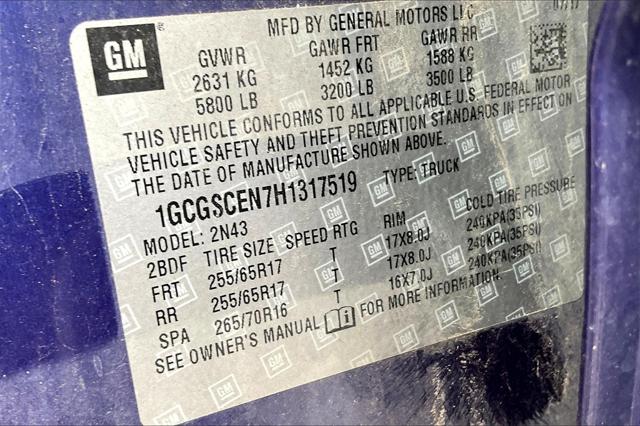 GM
MFD BY GENERAL MOTORS LLC
07/17
GVWR GAWR FRT GAWR RR
2631 KG 1452 KG 1588 KG
5800 LB 3200 LB 3500 LB
THIS VEHICLE CONFORMS TO ALL APPLICABLE U.S. FEDERAL MOTOR
VEHICLE SAFETY AND THEFT PREVENTION STANDARDS IN EFFECT ON
THE DATE OF MANUFACTURE SHOWN ABOVE.
1GCGSCEN7H1317519 TYPE: TRUCK
MODEL: 2N43
2BDF TIRE SIZE SPEED RTG RIM COLD TIRE PRESSURE
FRT 255/65R17 T 17X8.0J 240KPA(35PSI)
RR 255/65R17 T 17X8.0J 240KPA(35PSI)
SPA 265/70R16 T 16X7.0J 240KPA(35PSI)
SEE OWNER'S MANUAL FOR MORE INFORMATION.